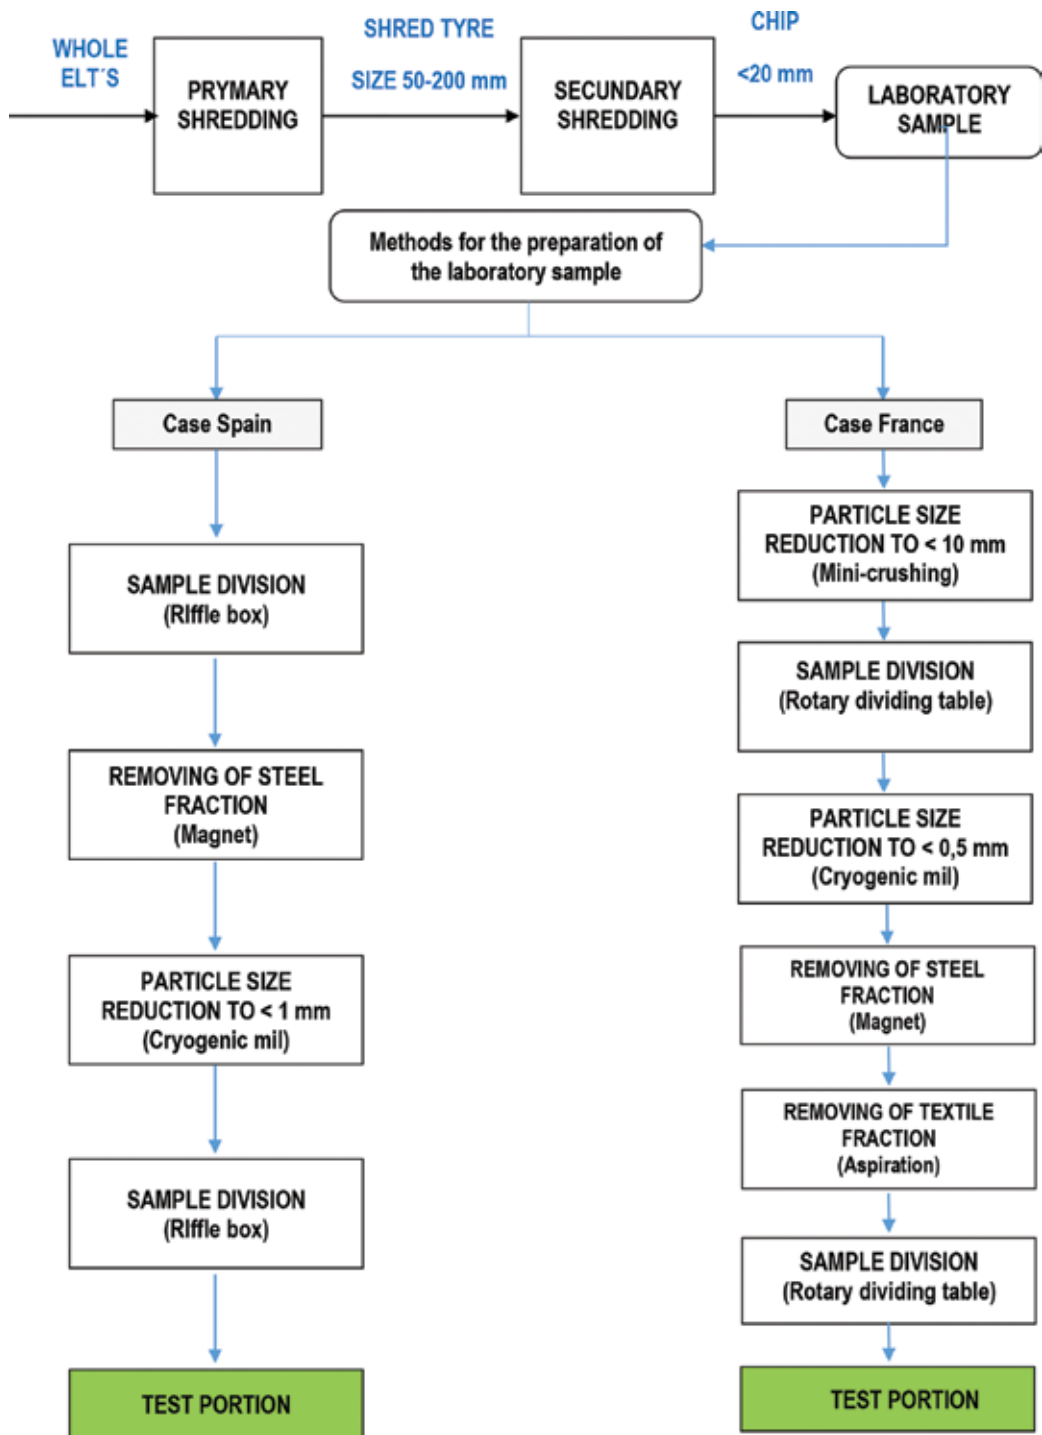 WHOLE
ELT´S
PRYMARY
SHREDDING
SHRED TYRE
SIZE 50-200 mm
SECUNDARY
SHREDDING
CHIP
<20 mm
LABORATORY
SAMPLE
Methods for the preparation of
the laboratory sample
Case Spain
SAMPLE DIVISION
(RIffle box)
REMOVING OF STEEL
FRACTION
(Magnet)
PARTICLE SIZE
REDUCTION TO < 1 mm
(Cryogenic mil)
SAMPLE DIVISION
(RIffle box)
TEST PORTION
Case France
PARTICLE SIZE
REDUCTION TO < 10 mm
(Mini-crushing)
SAMPLE DIVISION
(Rotary dividing table)
PARTICLE SIZE
REDUCTION TO < 0,5 mm
(Cryogenic mil)
REMOVING OF STEEL
FRACTION
(Magnet)
REMOVING OF TEXTILE
FRACTION
(Aspiration)
SAMPLE DIVISION
(Rotary dividing table)
TEST PORTION